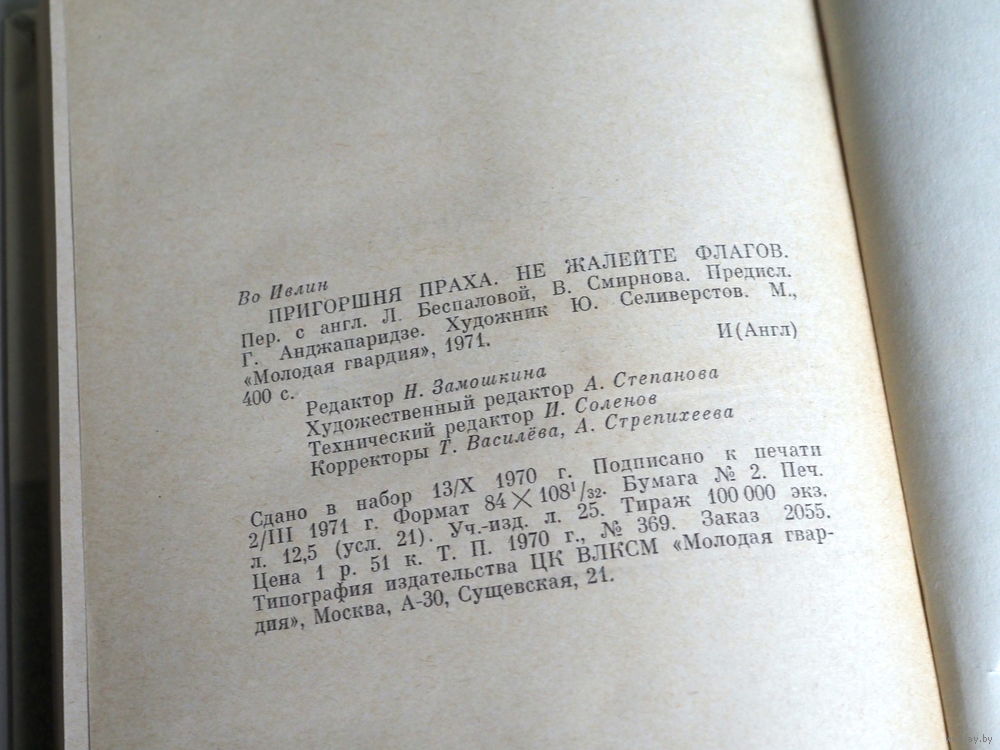 Во Ивлин
ПРИГОРШНЯ ПРАХА. НЕ ЖАЛЕЙТЕ ФЛАГОВ.
Пер. с англ. Л. Беспаловой, В. Смирнова. Предисл.
Г. Анджапаридзе. Художник Ю. Селиверстов. М.,
«Молодая гвардия», 1971.
400 с. И(Англ)
Редактор Н. Замошкина
Художественный редактор А. Степанова
Технический редактор И. Соленов
Корректоры Т. Василёва, А. Стрепихеева
Сдано в набор 13/X 1970 г. Подписано к печати
2/III 1971 г. Формат 84×108¹/₃₂. Бумага № 2. Печ.
л. 12,5 (усл. 21). Уч.-изд. л. 25. Тираж 100 000 экз.
Цена 1 р. 51 к. Т. П. 1970 г., № 369. Заказ 2055.
Типография издательства ЦК ВЛКСМ «Молодая гвар-
дия», Москва, А-30, Сущевская, 21.